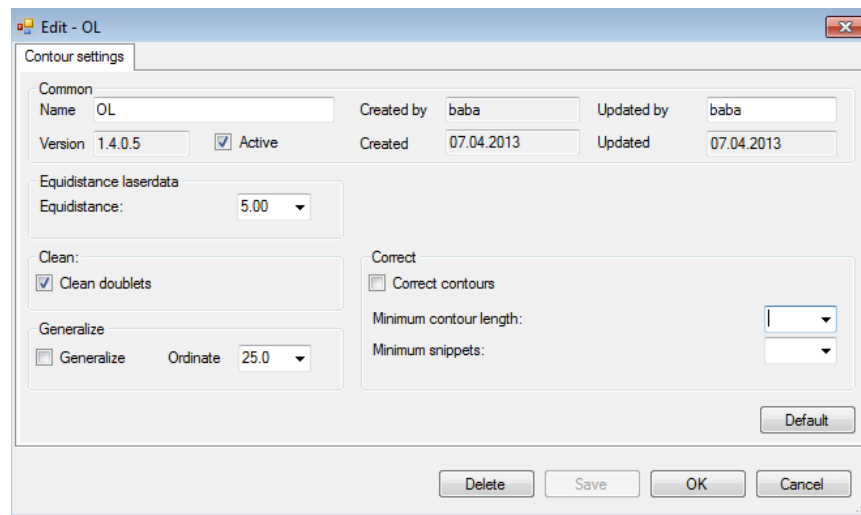 Edit - OL
Contour settings
Common
Name OL Created by baba Updated by baba
Version 1.4.0.5 Active Created 07.04.2013 Updated 07.04.2013
Equidistance laserdata
Equidistance: 5.00
Clean: Correct
Clean doublets Correct contours
Minimum contour length:
Generalize
Minimum snippets:
Generalize Ordinate 25.0
Default
Delete Save OK Cancel